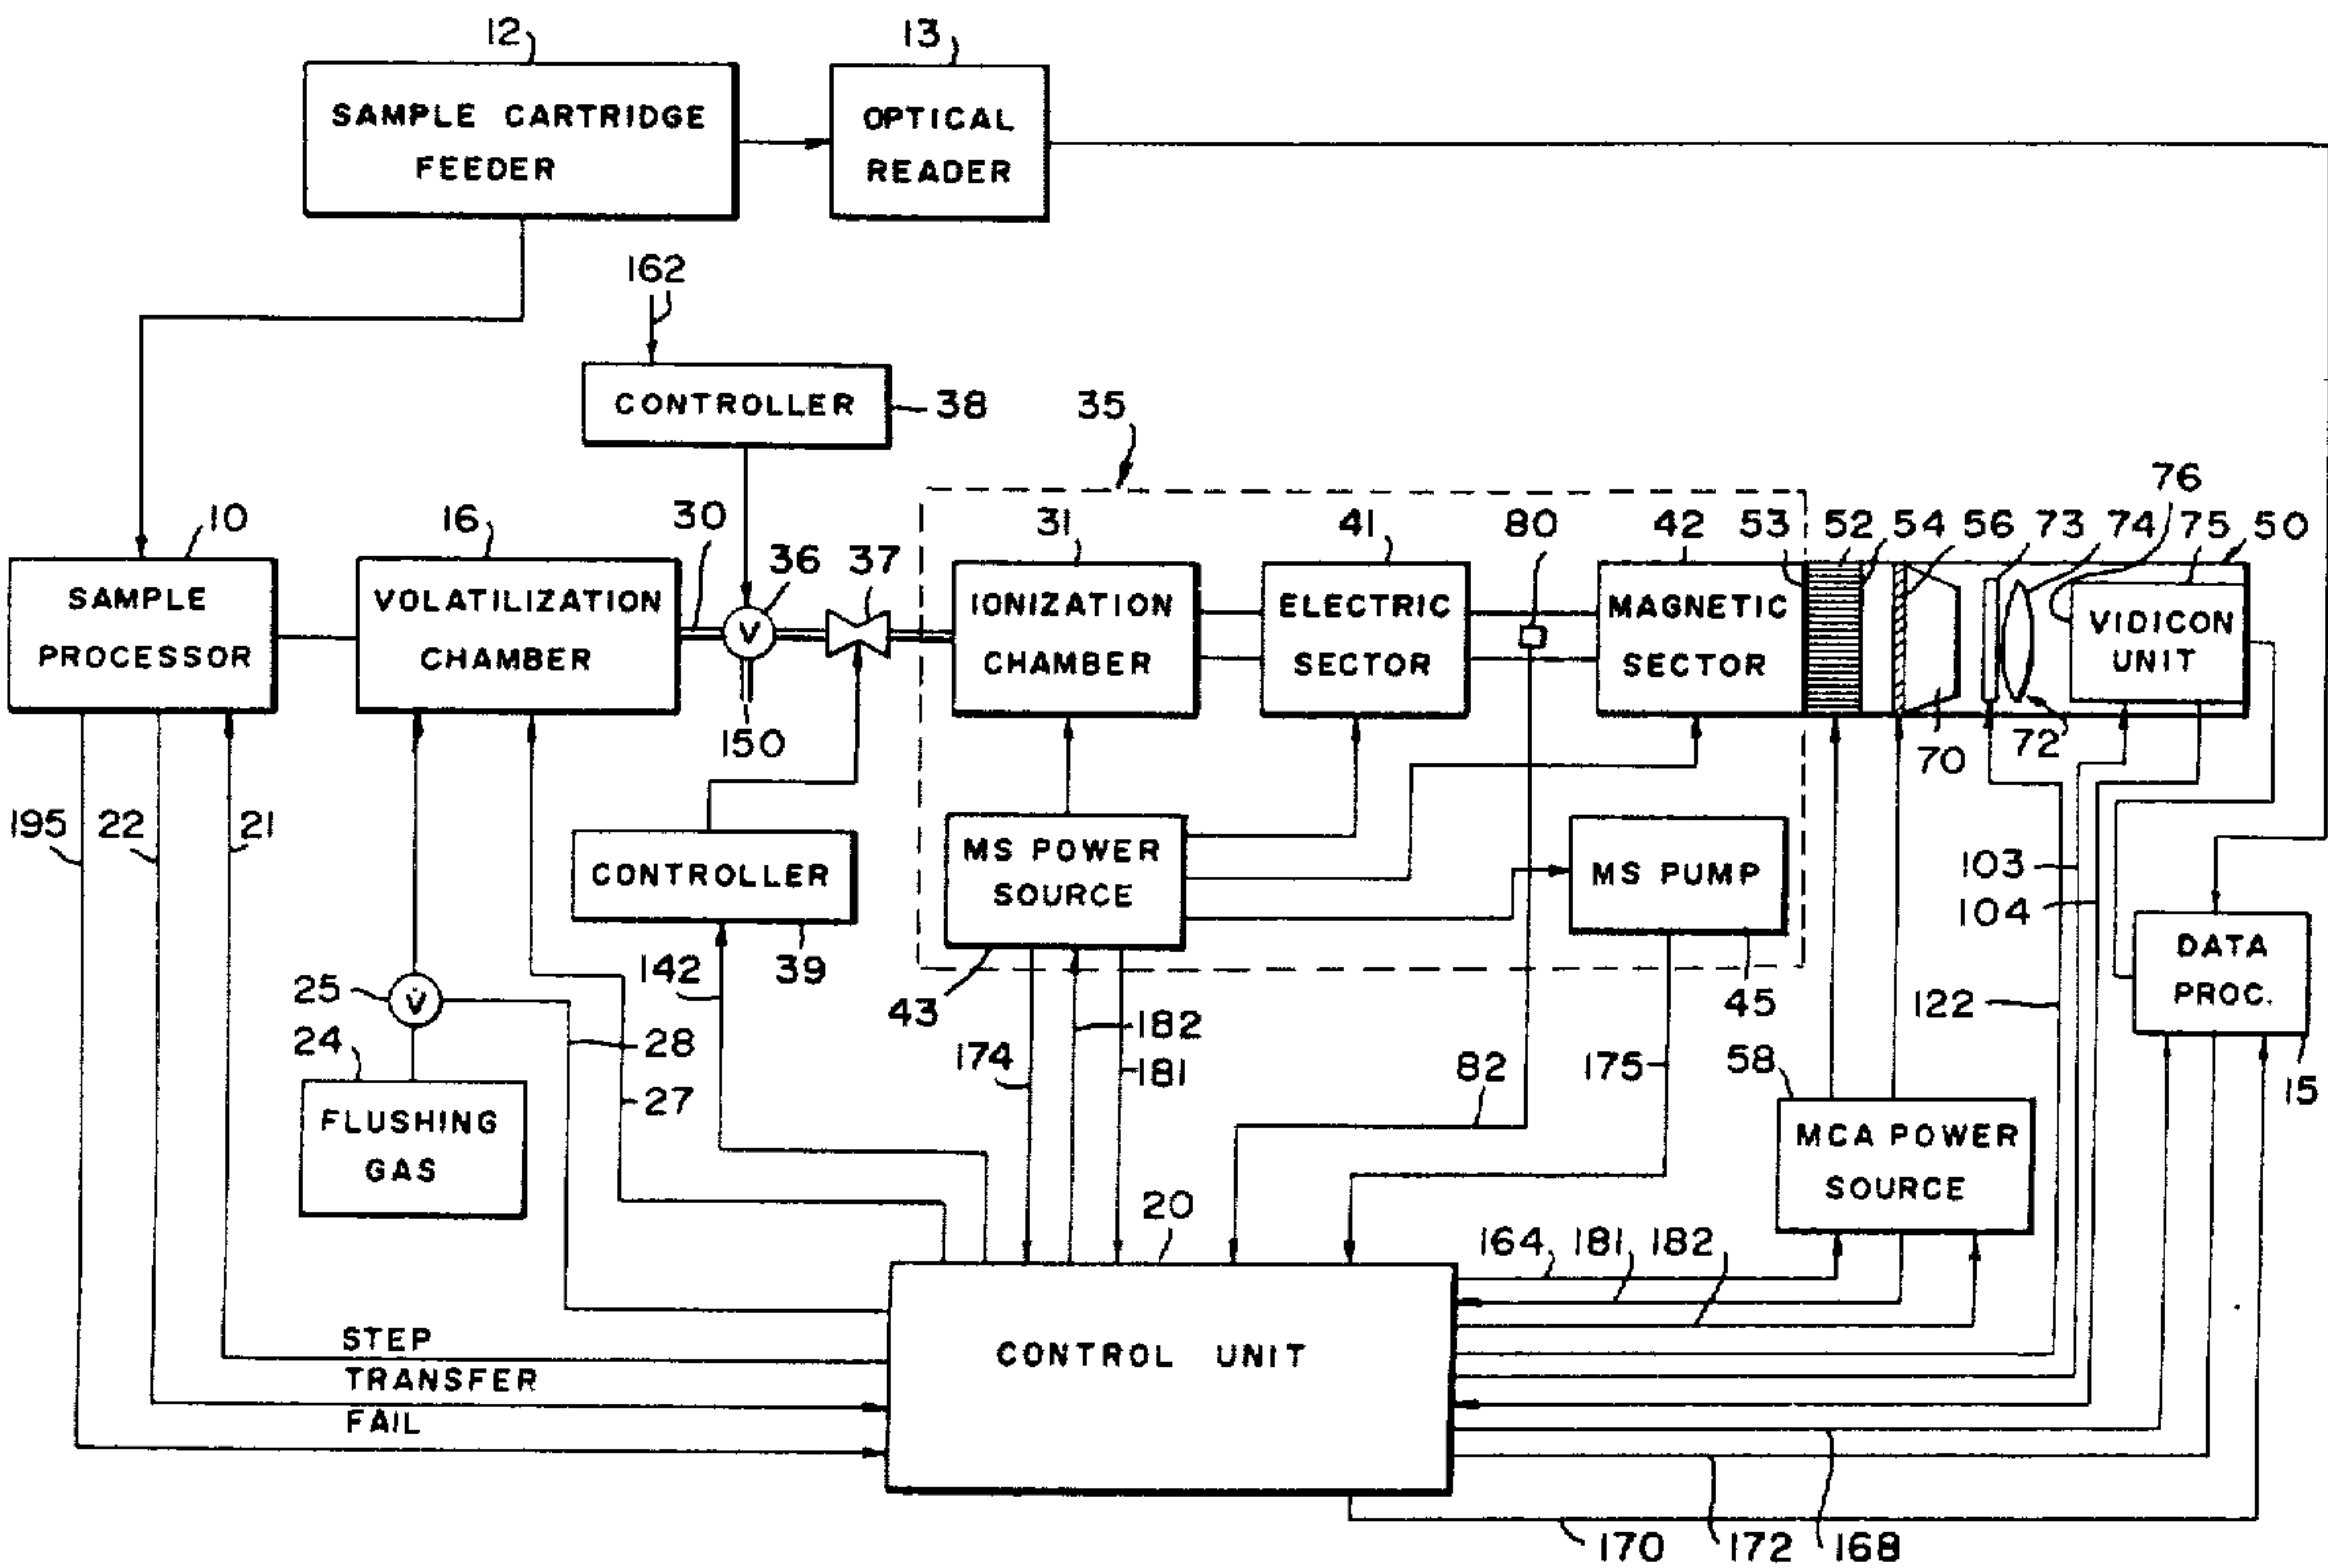 12
13
SAMPLE CARTRIDGE
FEEDER
OPTICAL
READER
162
CONTROLLER
38
35
10
16
30
36
37
31
41
80
42
53
52
54
56
73
74
76
75
50
SAMPLE
PROCESSOR
VOLATILIZATION
CHAMBER
V
IONIZATION
CHAMBER
ELECTRIC
SECTOR
MAGNETIC
SECTOR
VIDICON
UNIT
150
70
72
195
22
21
CONTROLLER
39
142
MS POWER
SOURCE
43
MS PUMP
45
103
104
DATA
PROC.
15
122
25
V
24
FLUSHING
GAS
28
27
174
182
181
82
175
58
MCA POWER
SOURCE
20
164
181
182
STEP
TRANSFER
FAIL
CONTROL UNIT
170
172
168